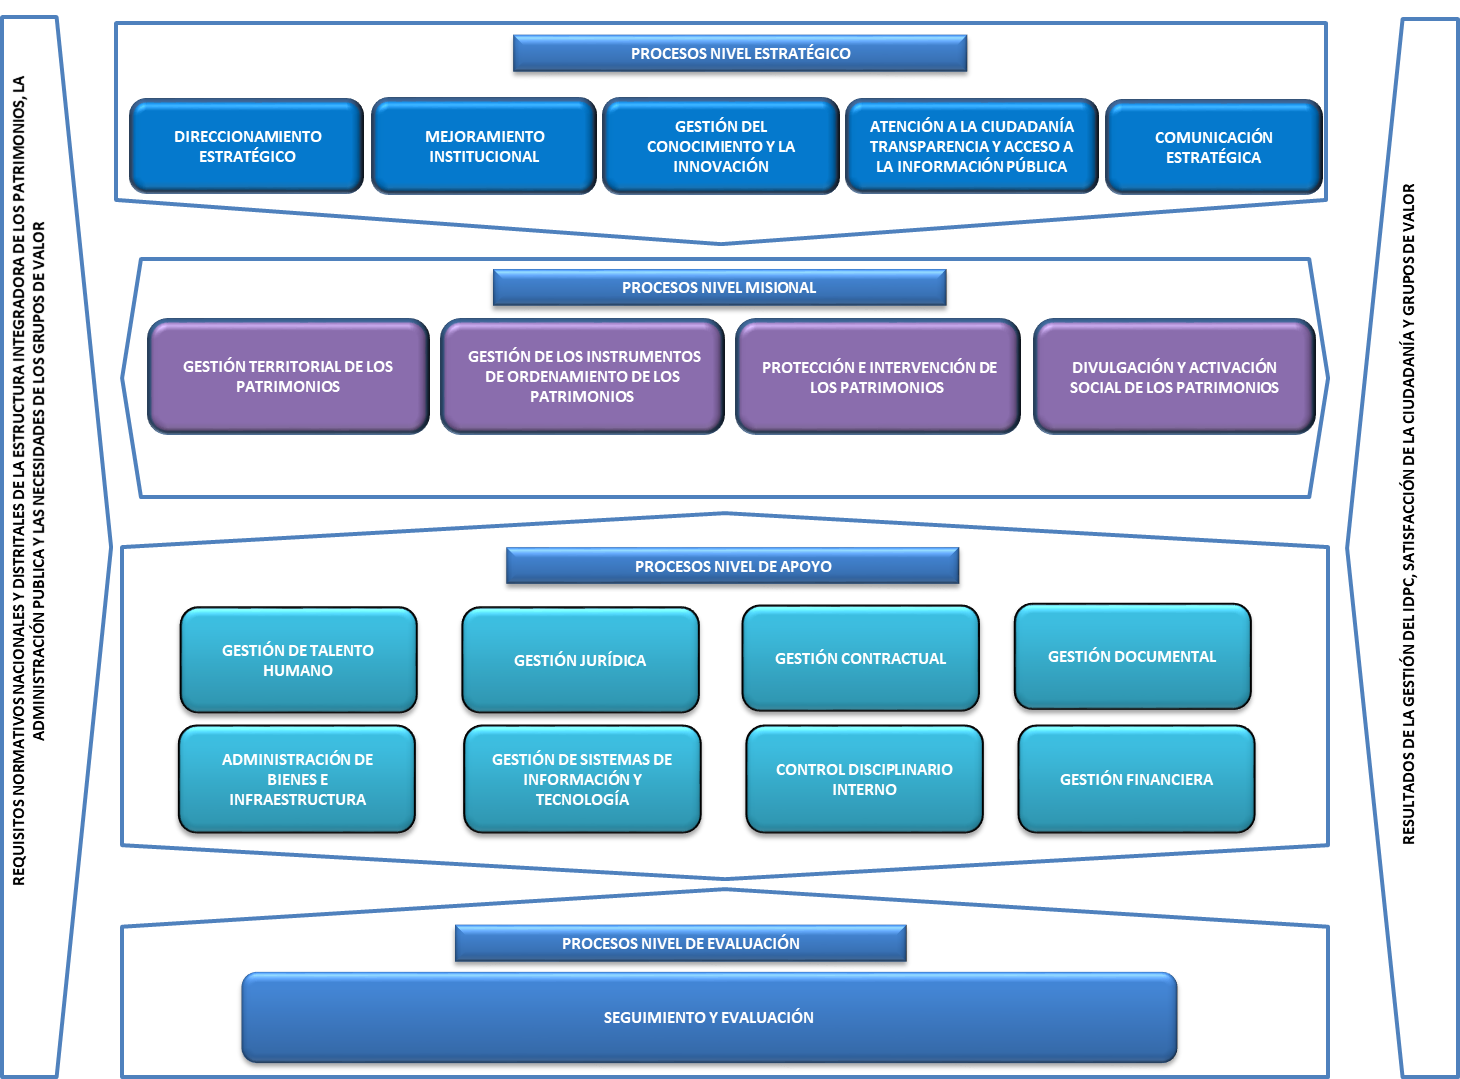 REQUISITOS NORMATIVOS NACIONALES Y DISTRITALES DE LA ESTRUCTURA INTEGRADORA DE LOS PATRIMONIOS, LA
ADMINISTRACIÓN PUBLICA Y LAS NECESIDADES DE LOS GRUPOS DE VALOR
PROCESOS NIVEL ESTRATÉGICO
DIRECCIONAMIENTO
ESTRATÉGICO
MEJORAMIENTO
INSTITUCIONAL
GESTIÓN DEL
CONOCIMIENTO Y LA
INNOVACIÓN
ATENCIÓN A LA CIUDADANÍA
TRANSPARENCIA Y ACCESO A
LA INFORMACIÓN PÚBLICA
COMUNICACIÓN
ESTRATÉGICA
PROCESOS NIVEL MISIONAL
GESTIÓN TERRITORIAL DE LOS
PATRIMONIOS
GESTIÓN DE LOS INSTRUMENTOS
DE ORDENAMIENTO DE LOS
PATRIMONIOS
PROTECCIÓN E INTERVENCIÓN DE
LOS PATRIMONIOS
DIVULGACIÓN Y ACTIVACIÓN
SOCIAL DE LOS PATRIMONIOS
PROCESOS NIVEL DE APOYO
GESTIÓN DE TALENTO
HUMANO
GESTIÓN JURÍDICA
GESTIÓN CONTRACTUAL
GESTIÓN DOCUMENTAL
ADMINISTRACIÓN DE
BIENES E
INFRAESTRUCTURA
GESTIÓN DE SISTEMAS DE
INFORMACIÓN Y
TECNOLOGÍA
CONTROL DISCIPLINARIO
INTERNO
GESTIÓN FINANCIERA
PROCESOS NIVEL DE EVALUACIÓN
SEGUIMIENTO Y EVALUACIÓN
RESULTADOS DE LA GESTIÓN DEL IDPC, SATISFACCIÓN DE LA CIUDADANÍA Y GRUPOS DE VALOR